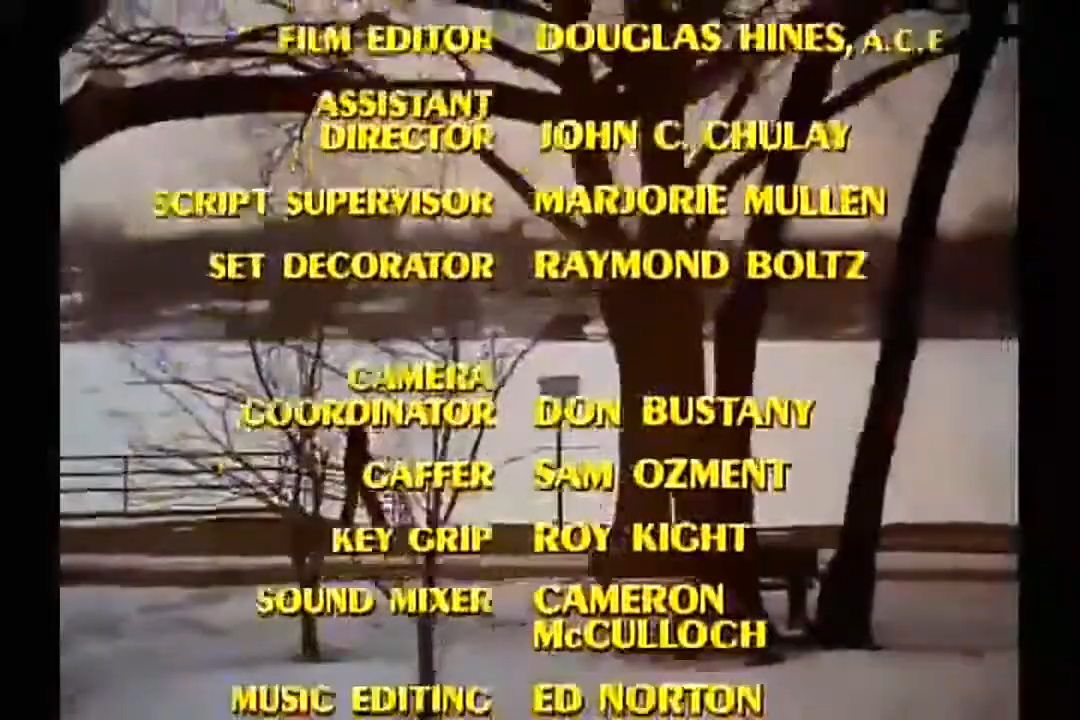 FILM EDITOR DOUGLAS HINES, A.C.E
ASSISTANT
DIRECTOR JOHN C. CHULAY
SCRIPT SUPERVISOR MARJORIE MULLEN
SET DECORATOR RAYMOND BOLTZ
CAMERA
COORDINATOR DON BUSTANY
GAFFER SAM OZMENT
KEY GRIP ROY KIGHT
SOUND MIXER CAMERON
McCULLOCH
MUSIC EDITING ED NORTON